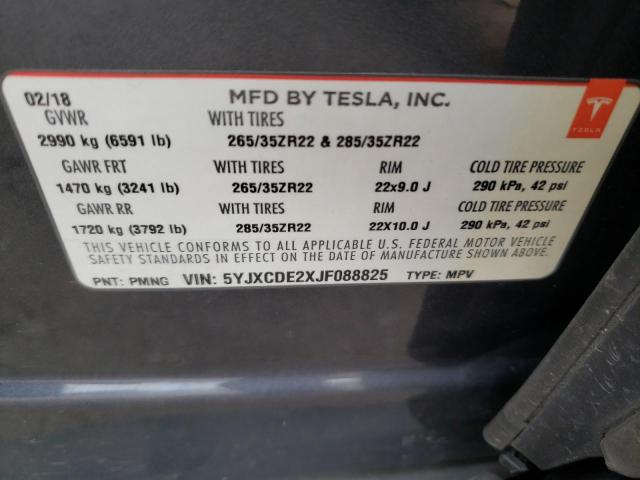 02/18 MFD BY TESLA, INC.
GVWR WITH TIRES
2990 kg (6591 lb) 265/35ZR22 & 285/35ZR22
TESLA
GAWR FRT WITH TIRES RIM COLD TIRE PRESSURE
1470 kg (3241 lb) 265/35ZR22 22x9.0 J 290 kPa, 42 psi
GAWR RR WITH TIRES RIM COLD TIRE PRESSURE
1720 kg (3792 lb) 285/35ZR22 22X10.0 J 290 kPa, 42 psi
THIS VEHICLE CONFORMS TO ALL APPLICABLE U.S. FEDERAL MOTOR VEHICLE
SAFETY STANDARDS IN EFFECT ON THE DATE OF MANUFACTURE SHOWN ABOVE.
PNT: PMNG VIN: 5YJXCDE2XJF088825 TYPE: MPV